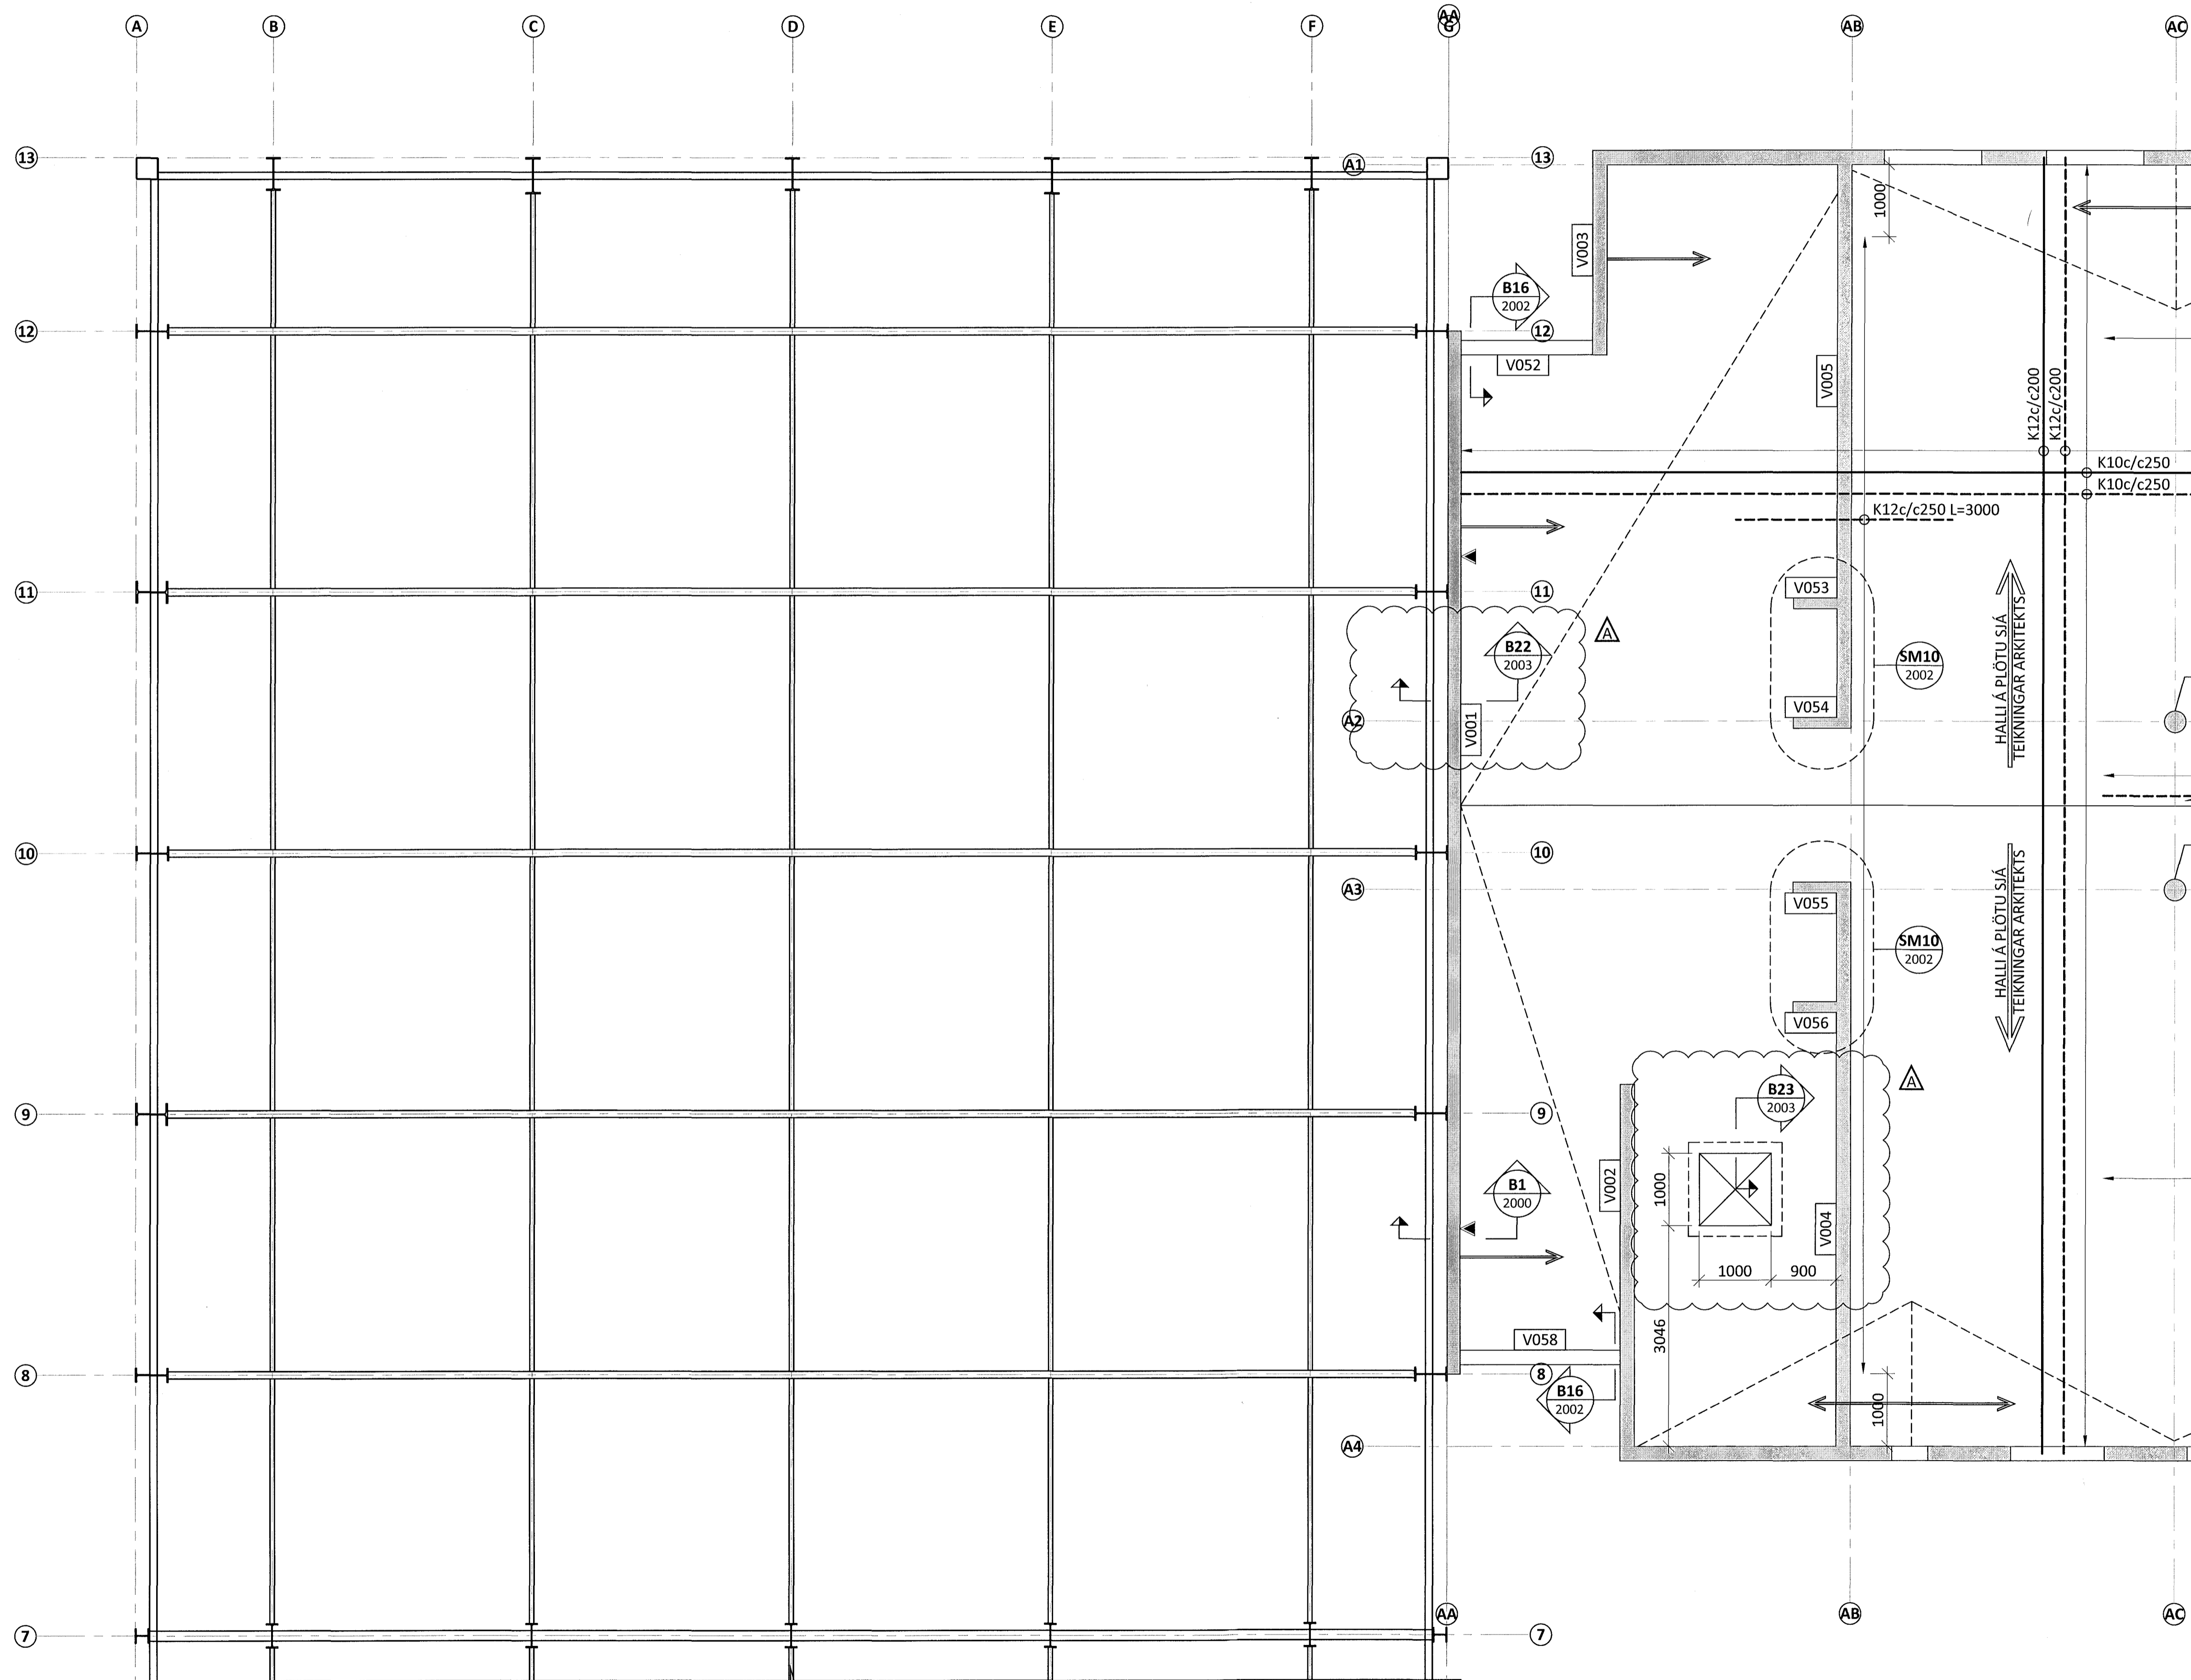 A B C D E F AA AB AC
G
13 A1 13
1000
V003
B16
2002
12 12
V052
V005
K12c/c200
K12c/c200
K10c/c250
K10c/c250
K12c/c250 L=3000
11 11
V053
B22
2003
A
SM10
2002
HALLI Á PLÖTU SJÁ
TEIKNINGAR ARKITEKTS
V054
A2
V001
10 10
A3
V055
SM10
2002
HALLI Á PLÖTU SJÁ
TEIKNINGAR ARKITEKTS
V056
A
B23
2003
9 9
V002
1000
B1
2000
V004
1000 900
V058
3046
8 8
B16
2002
1000
A4
AA AB AC
7 7